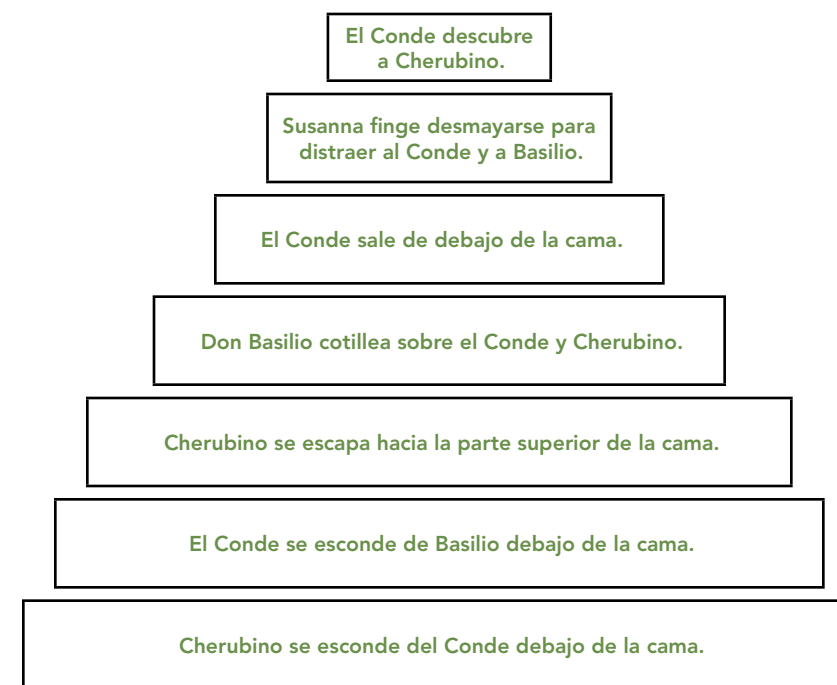 El Conde descubre
a Cherubino.
Susanna finge desmayarse para
distraer al Conde y a Basilio.
El Conde sale de debajo de la cama.
Don Basilio cotillea sobre el Conde y Cherubino.
Cherubino se escapa hacia la parte superior de la cama.
El Conde se esconde de Basilio debajo de la cama.
Cherubino se esconde del Conde debajo de la cama.